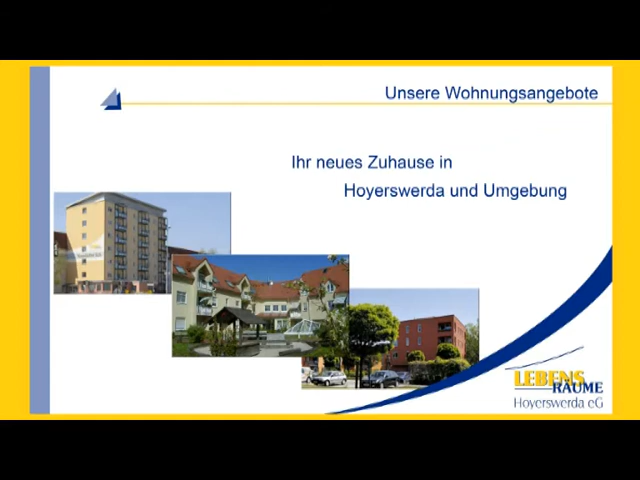 Unsere Wohnungsangebote
Ihr neues Zuhause in
Hoyerswerda und Umgebung
LEBENS
RÄUME
Hoyerswerda eG